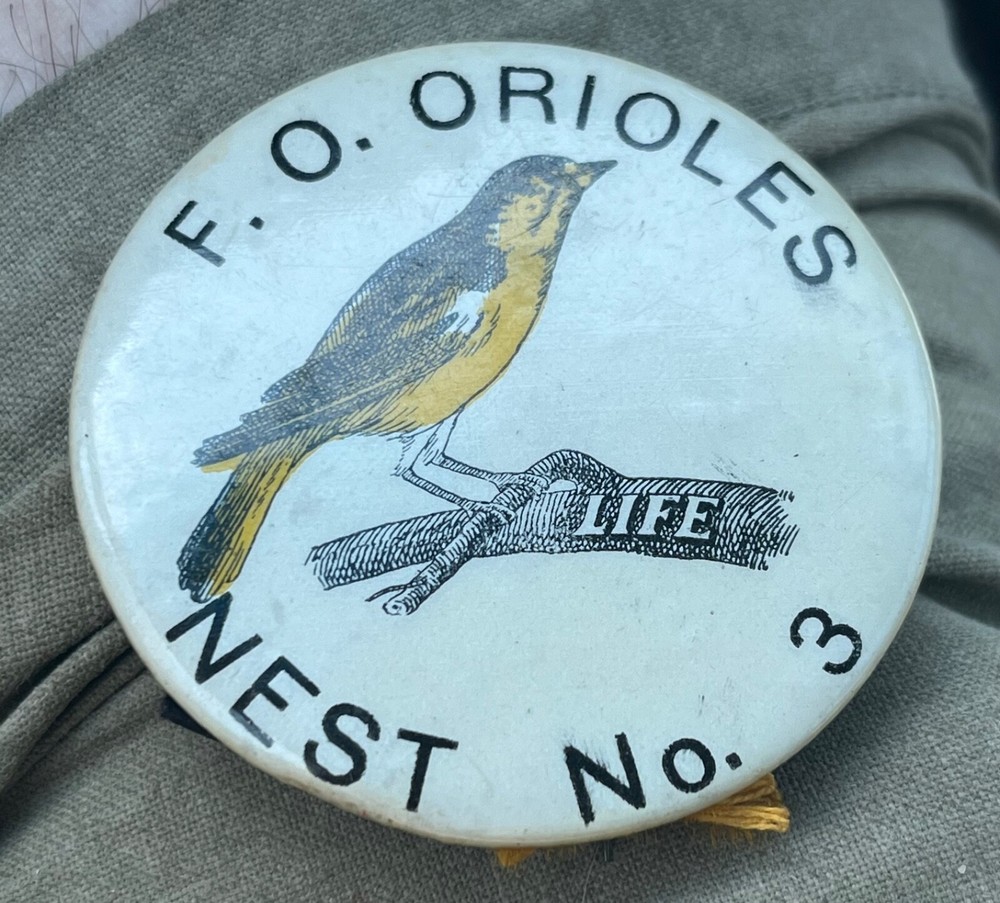 F. O. ORIOLES
LIFE
NEST No. 3